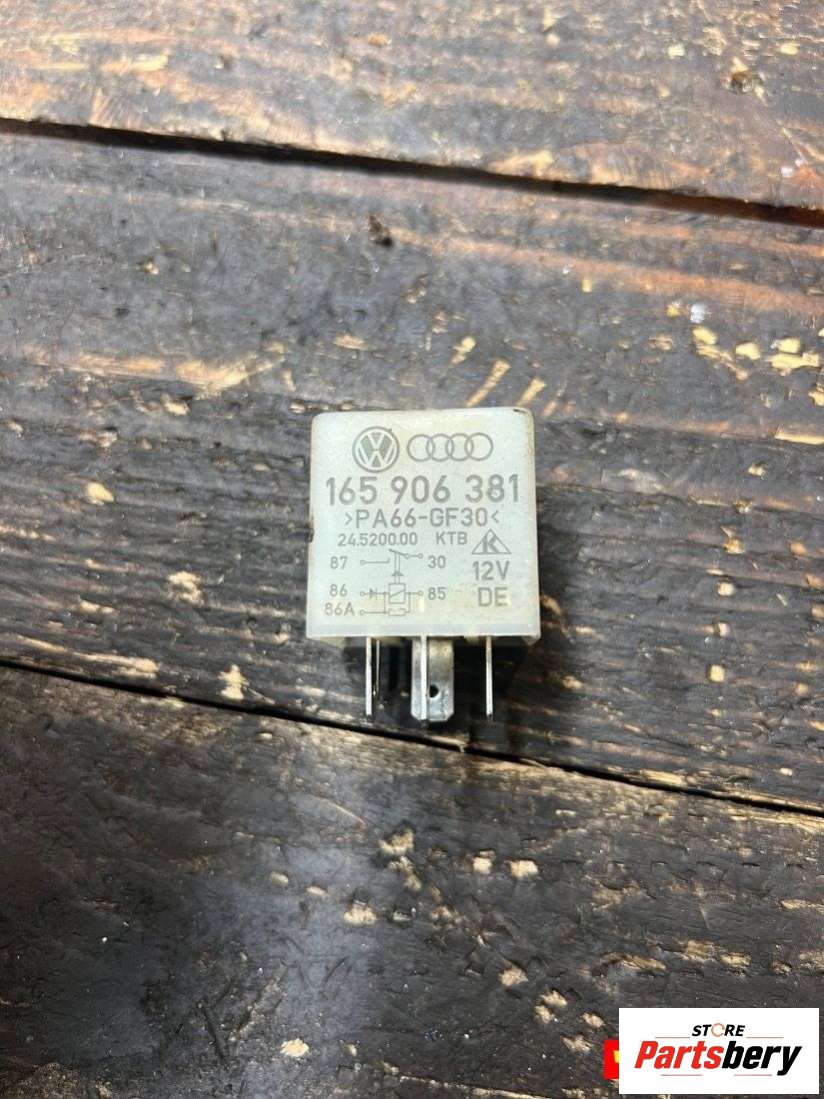 165 906 381
>PA66-GF30<
24.5200.00 KTB
87 30 12V
86 85 DE
86A
STORE
Partsbery